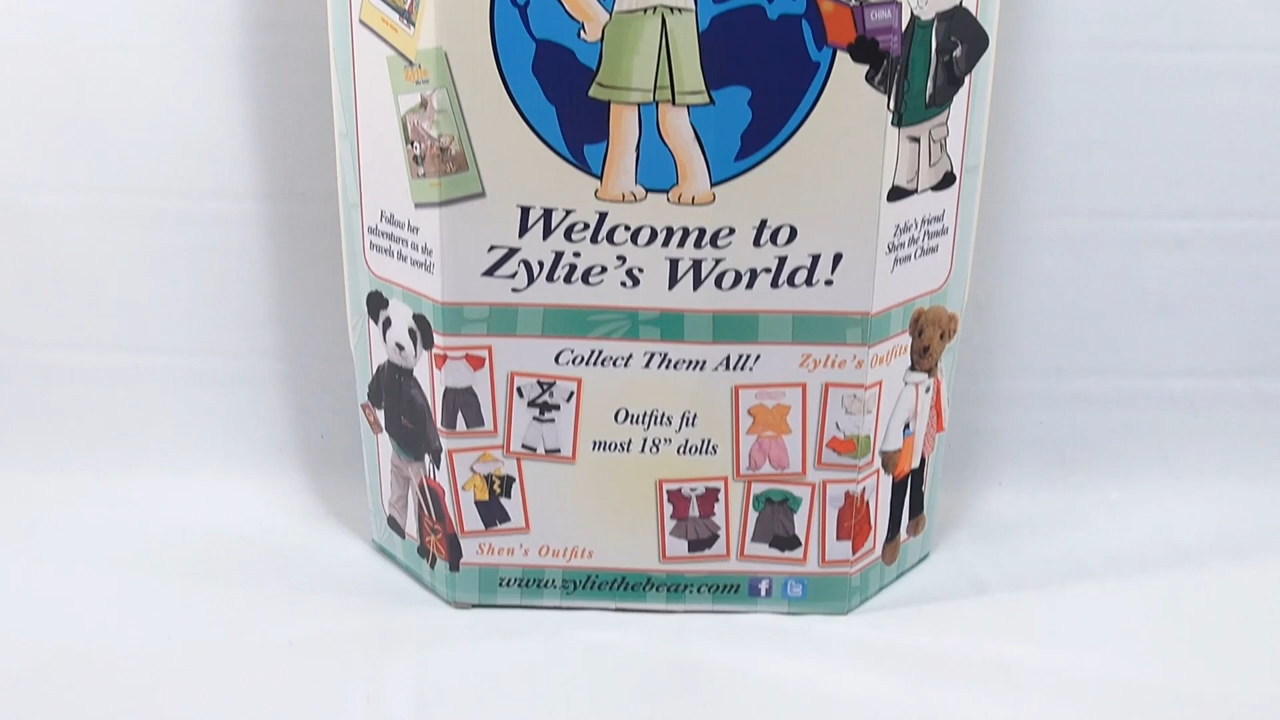 CHINA
Zylie
Follow her
adventures as she
travels the world!
Welcome to
Zylie's World!
Zylie's friend
Shen the Panda
from China
Collect Them All!
Zylie's Outfits
Outfits fit
most 18" dolls
Shen's Outfits
www.zyliethebear.com